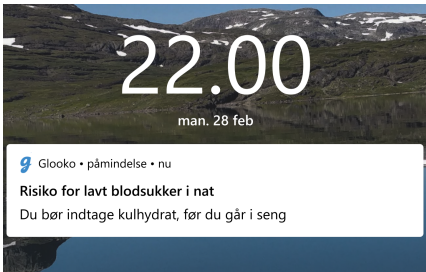 22.00
man. 28 feb
Glooko • påmindelse • nu
Risiko for lavt blodsukker i nat
Du bør indtage kulhydrat, før du går i seng